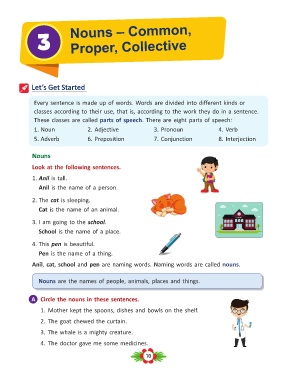 3
Nouns – Common,
Proper, Collective
Let's Get Started
Every sentence is made up of words. Words are divided into different kinds or
classes according to their use, that is, according to the work they do in a sentence.
These classes are called parts of speech. There are eight parts of speech:
1. Noun 2. Adjective 3. Pronoun 4. Verb
5. Adverb 6. Preposition 7. Conjunction 8. Interjection
Nouns
Look at the following sentences.
1. Anil is tall.
Anil is the name of a person.
2. The cat is sleeping.
Cat is the name of an animal.
3. I am going to the school.
School is the name of a place.
4. This pen is beautiful.
Pen is the name of a thing.
Anil, cat, school and pen are naming words. Naming words are called nouns.
Nouns are the names of people, animals, places and things.
A Circle the nouns in these sentences.
1. Mother kept the spoons, dishes and bowls on the shelf.
2. The goat chewed the curtain.
3. The whale is a mighty creature.
4. The doctor gave me some medicines.
10